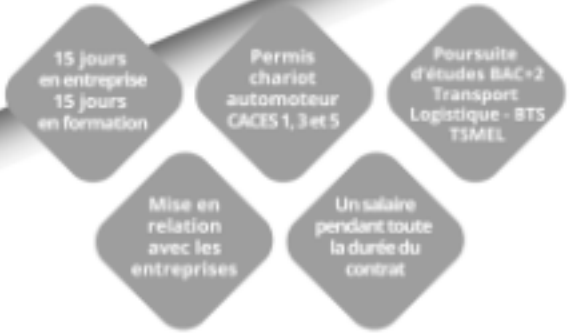 15 jours
en entreprise
15 jours
en formation
Permis
chariot
automoteur
CACES 1, 3 et 5
Poursuite
d'études BAC+2
Transport
Logistique - BTS
TSMEL
Mise en
relation
avec les
entreprises
Un salaire
pendant toute
la durée du
contrat